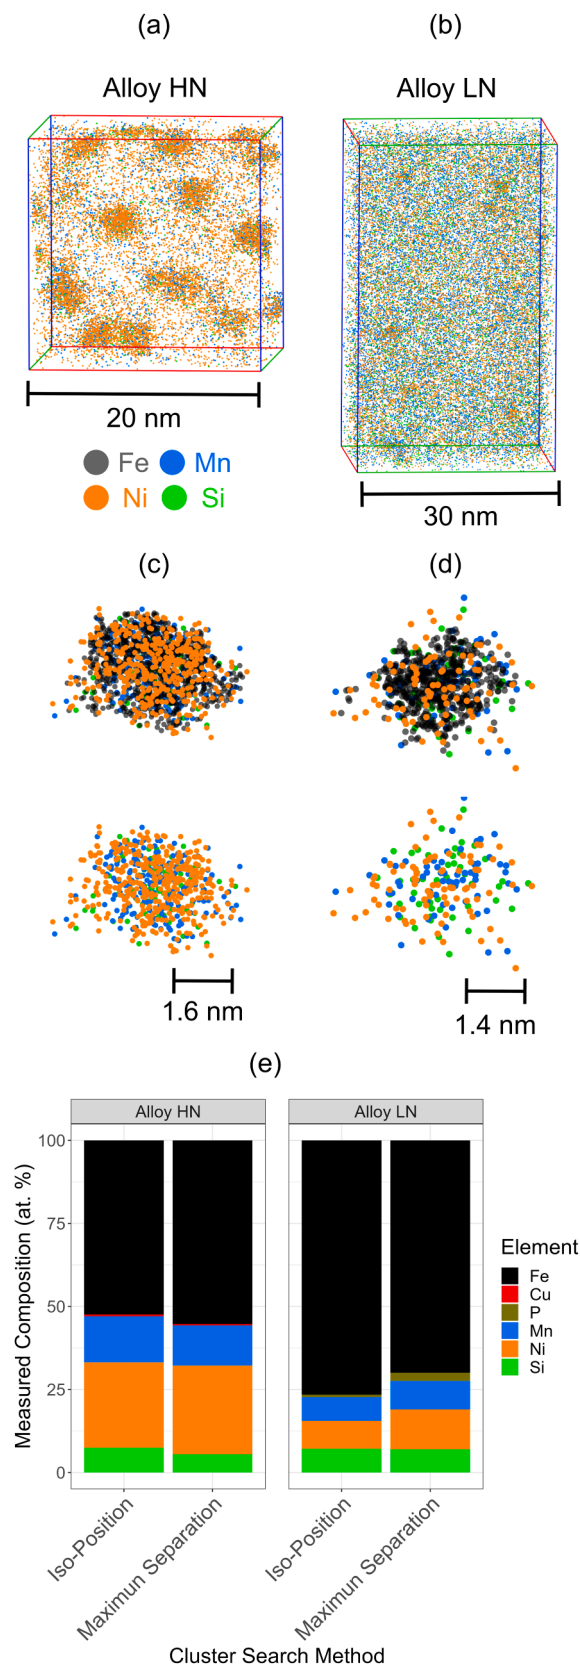 (a) (b)
Alloy HN Alloy LN
20 nm
Fe Mn
Ni Si
30 nm
(c) (d)
1.6 nm
1.4 nm
(e)
Alloy HN Alloy LN
Measured Composition (at. %)
100
75
50
25
0
Element
Fe
Cu
P
Mn
Ni
Si
Iso-Position
Maximun Separation
Iso-Position
Maximun Separation
Cluster Search Method